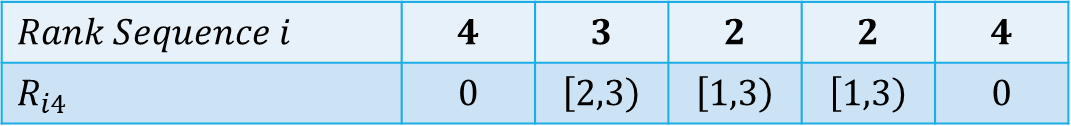 Rank Sequence i 4 3 2 2 4
R_{i4} 0 [2,3) [1,3) [1,3) 0